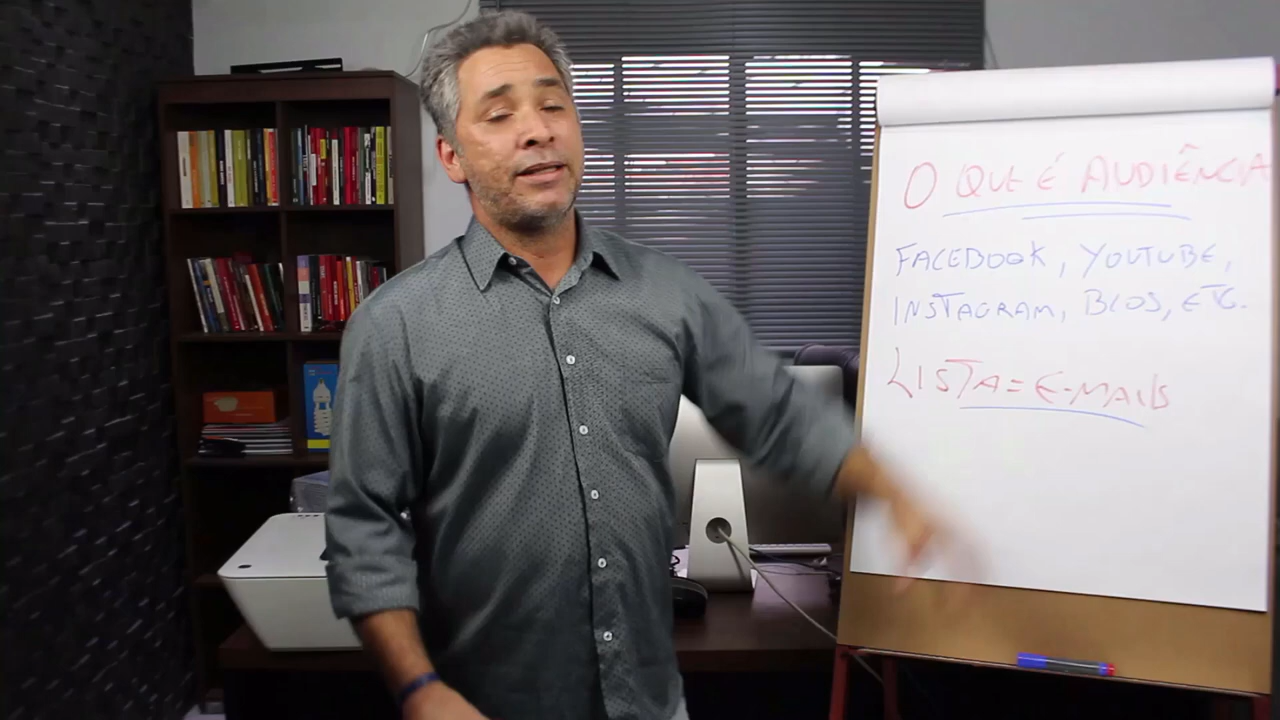 O QUE É AUDIÊNCIA
FACEBOOK, YOUTUBE,
INSTAGRAM, BLOG, ETC.
LISTA = E-MAILS